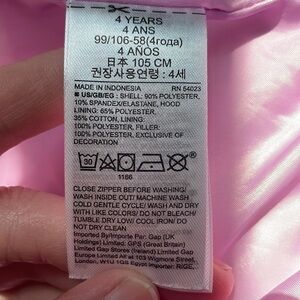 4 YEARS
4 ANS
99/106-58(4года)
4 AÑOS
日本 105 CM
권장사용연령 : 4세
MADE IN INDONESIA RN 54023
■ US/GB/EG : SHELL: 90% POLYESTER,
10% SPANDEX/ELASTANE, HOOD
LINING: 65% POLYESTER,
35% COTTON, LINING:
100% POLYESTER, FILLER:
100% POLYESTER, EXCLUSIVE OF
DECORATION
30
1166
CLOSE ZIPPER BEFORE WASHING/
WASH INSIDE OUT/ MACHINE WASH
COLD GENTLE CYCLE/ WASH AND DRY
WITH LIKE COLORS/ DO NOT BLEACH/
TUMBLE DRY LOW/ COOL IRON/ DO
NOT DRY CLEAN
Imported By/Importe Par: Gap (UK
Holdings) Limited: GPS (Great Britain)
Limited Gap Stores (Ireland) Limited Gap
Europe Limited All at 103 Wigmore Street,
London, W1U 1QS Egypt Importer: RIGE,